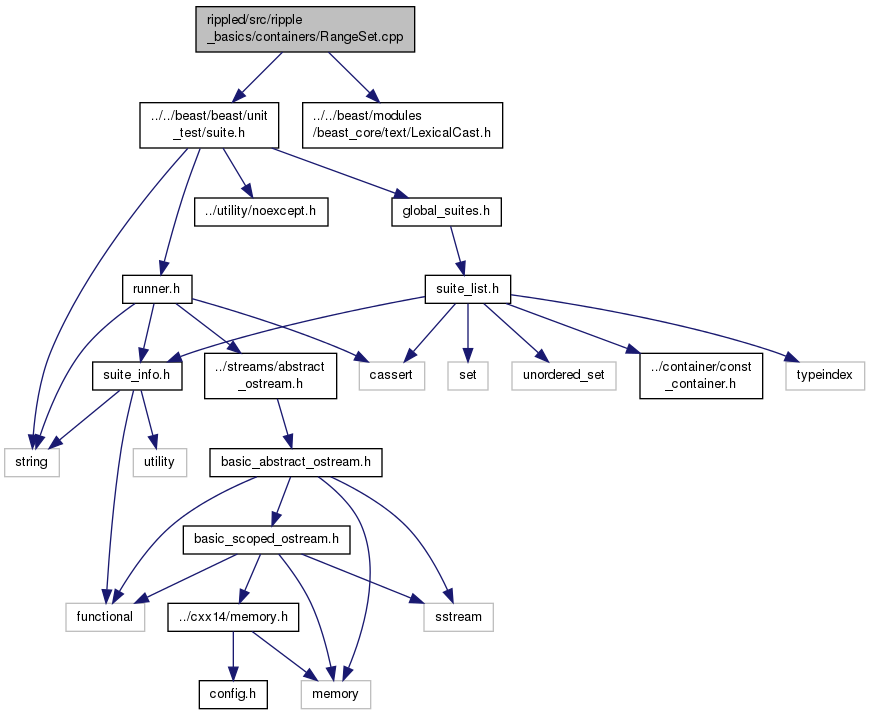 rippled/src/ripple
_basics/containers/RangeSet.cpp
../../beast/beast/unit
_test/suite.h
../../beast/modules
/beast_core/text/LexicalCast.h
../utility/noexcept.h
global_suites.h
runner.h
suite_list.h
suite_info.h
../streams/abstract
_ostream.h
cassert
set
unordered_set
../container/const
_container.h
typeindex
string
utility
basic_abstract_ostream.h
basic_scoped_ostream.h
functional
../cxx14/memory.h
sstream
config.h
memory